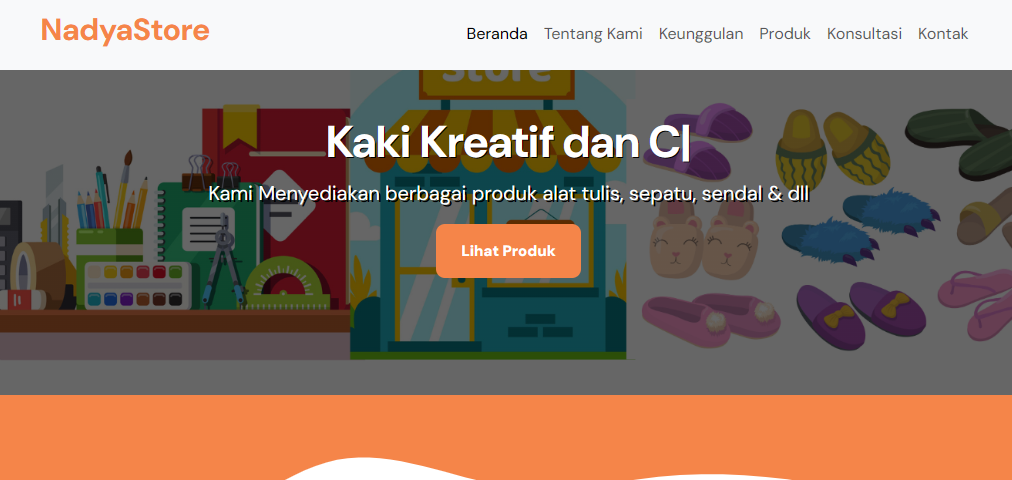 NadyaStore
Beranda Tentang Kami Keunggulan Produk Konsultasi Kontak
Store
Kaki Kreatif dan C|
Kami Menyediakan berbagai produk alat tulis, sepatu, sendal & dll
Lihat Produk